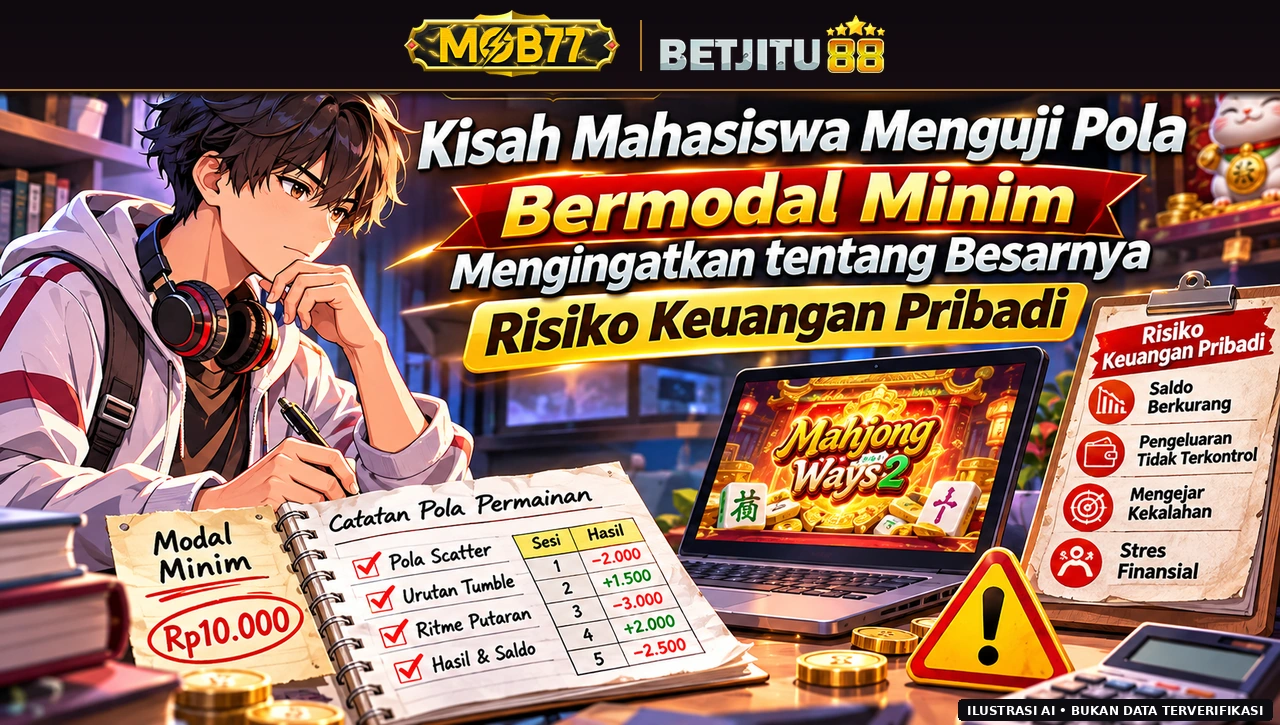 MOB77
BETJITU88
Kisah Mahasiswa Menguji Pola
Bermodal Minim
Mengingatkan tentang Besarnya
Risiko Keuangan Pribadi
Modal
Minim
Rp10.000
Catatan Pola Permainan
Pola Scatter
Urutan Tumble
Ritme Putaran
Hasil & Saldo
Sesi Hasil
1 −2.000
2 +1.500
3 −3.000
4 +2.000
5 −2.500
Mahjong
Ways2
Risiko
Keuangan Pribadi
Saldo
Berkurang
Pengeluaran
Tidak Terkontrol
Mengejar
Kekalahan
Stres
Finansial
ILUSTRASI AI • BUKAN DATA TERVERIFIKASI